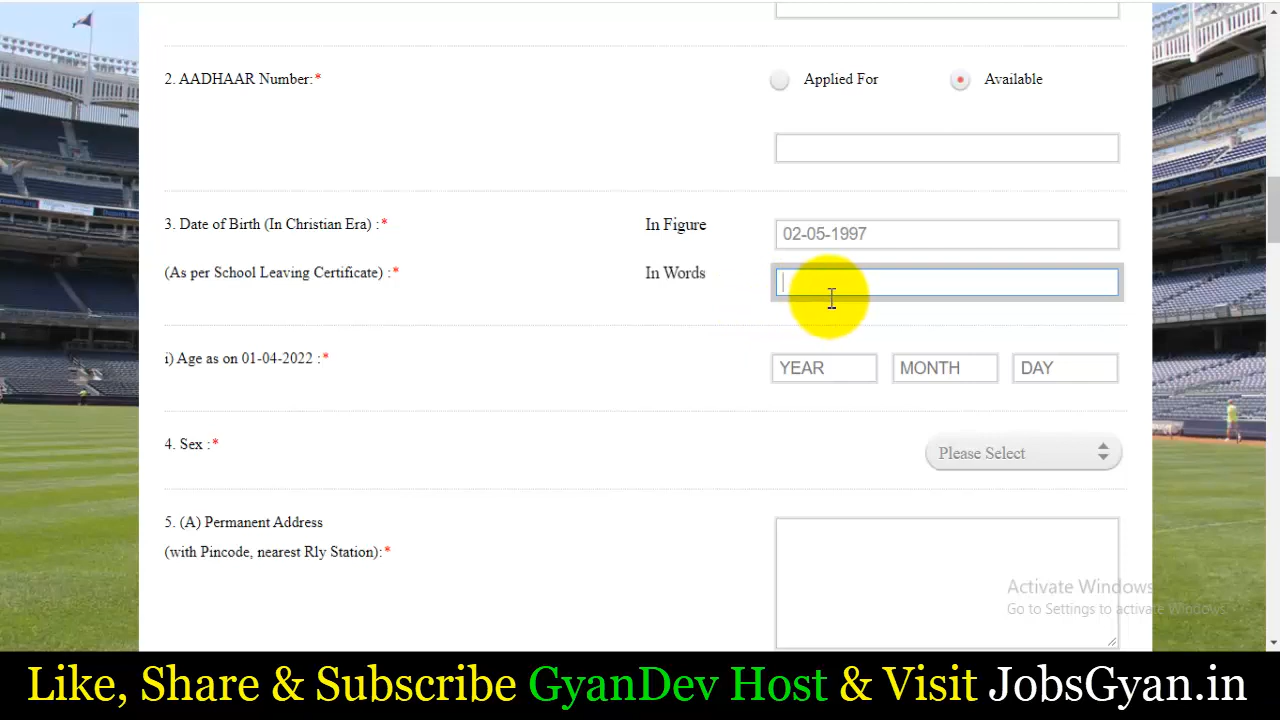 2. AADHAAR Number:*
Applied For
Available
3. Date of Birth (In Christian Era) :*
In Figure
02-05-1997
(As per School Leaving Certificate) :*
In Words
i) Age as on 01-04-2022 :*
YEAR
MONTH
DAY
4. Sex :*
Please Select
5. (A) Permanent Address
(with Pincode, nearest Rly Station):*
Activate Windows
Go to Settings to activate Windows.
Like, Share & Subscribe GyanDev Host & Visit JobsGyan.in